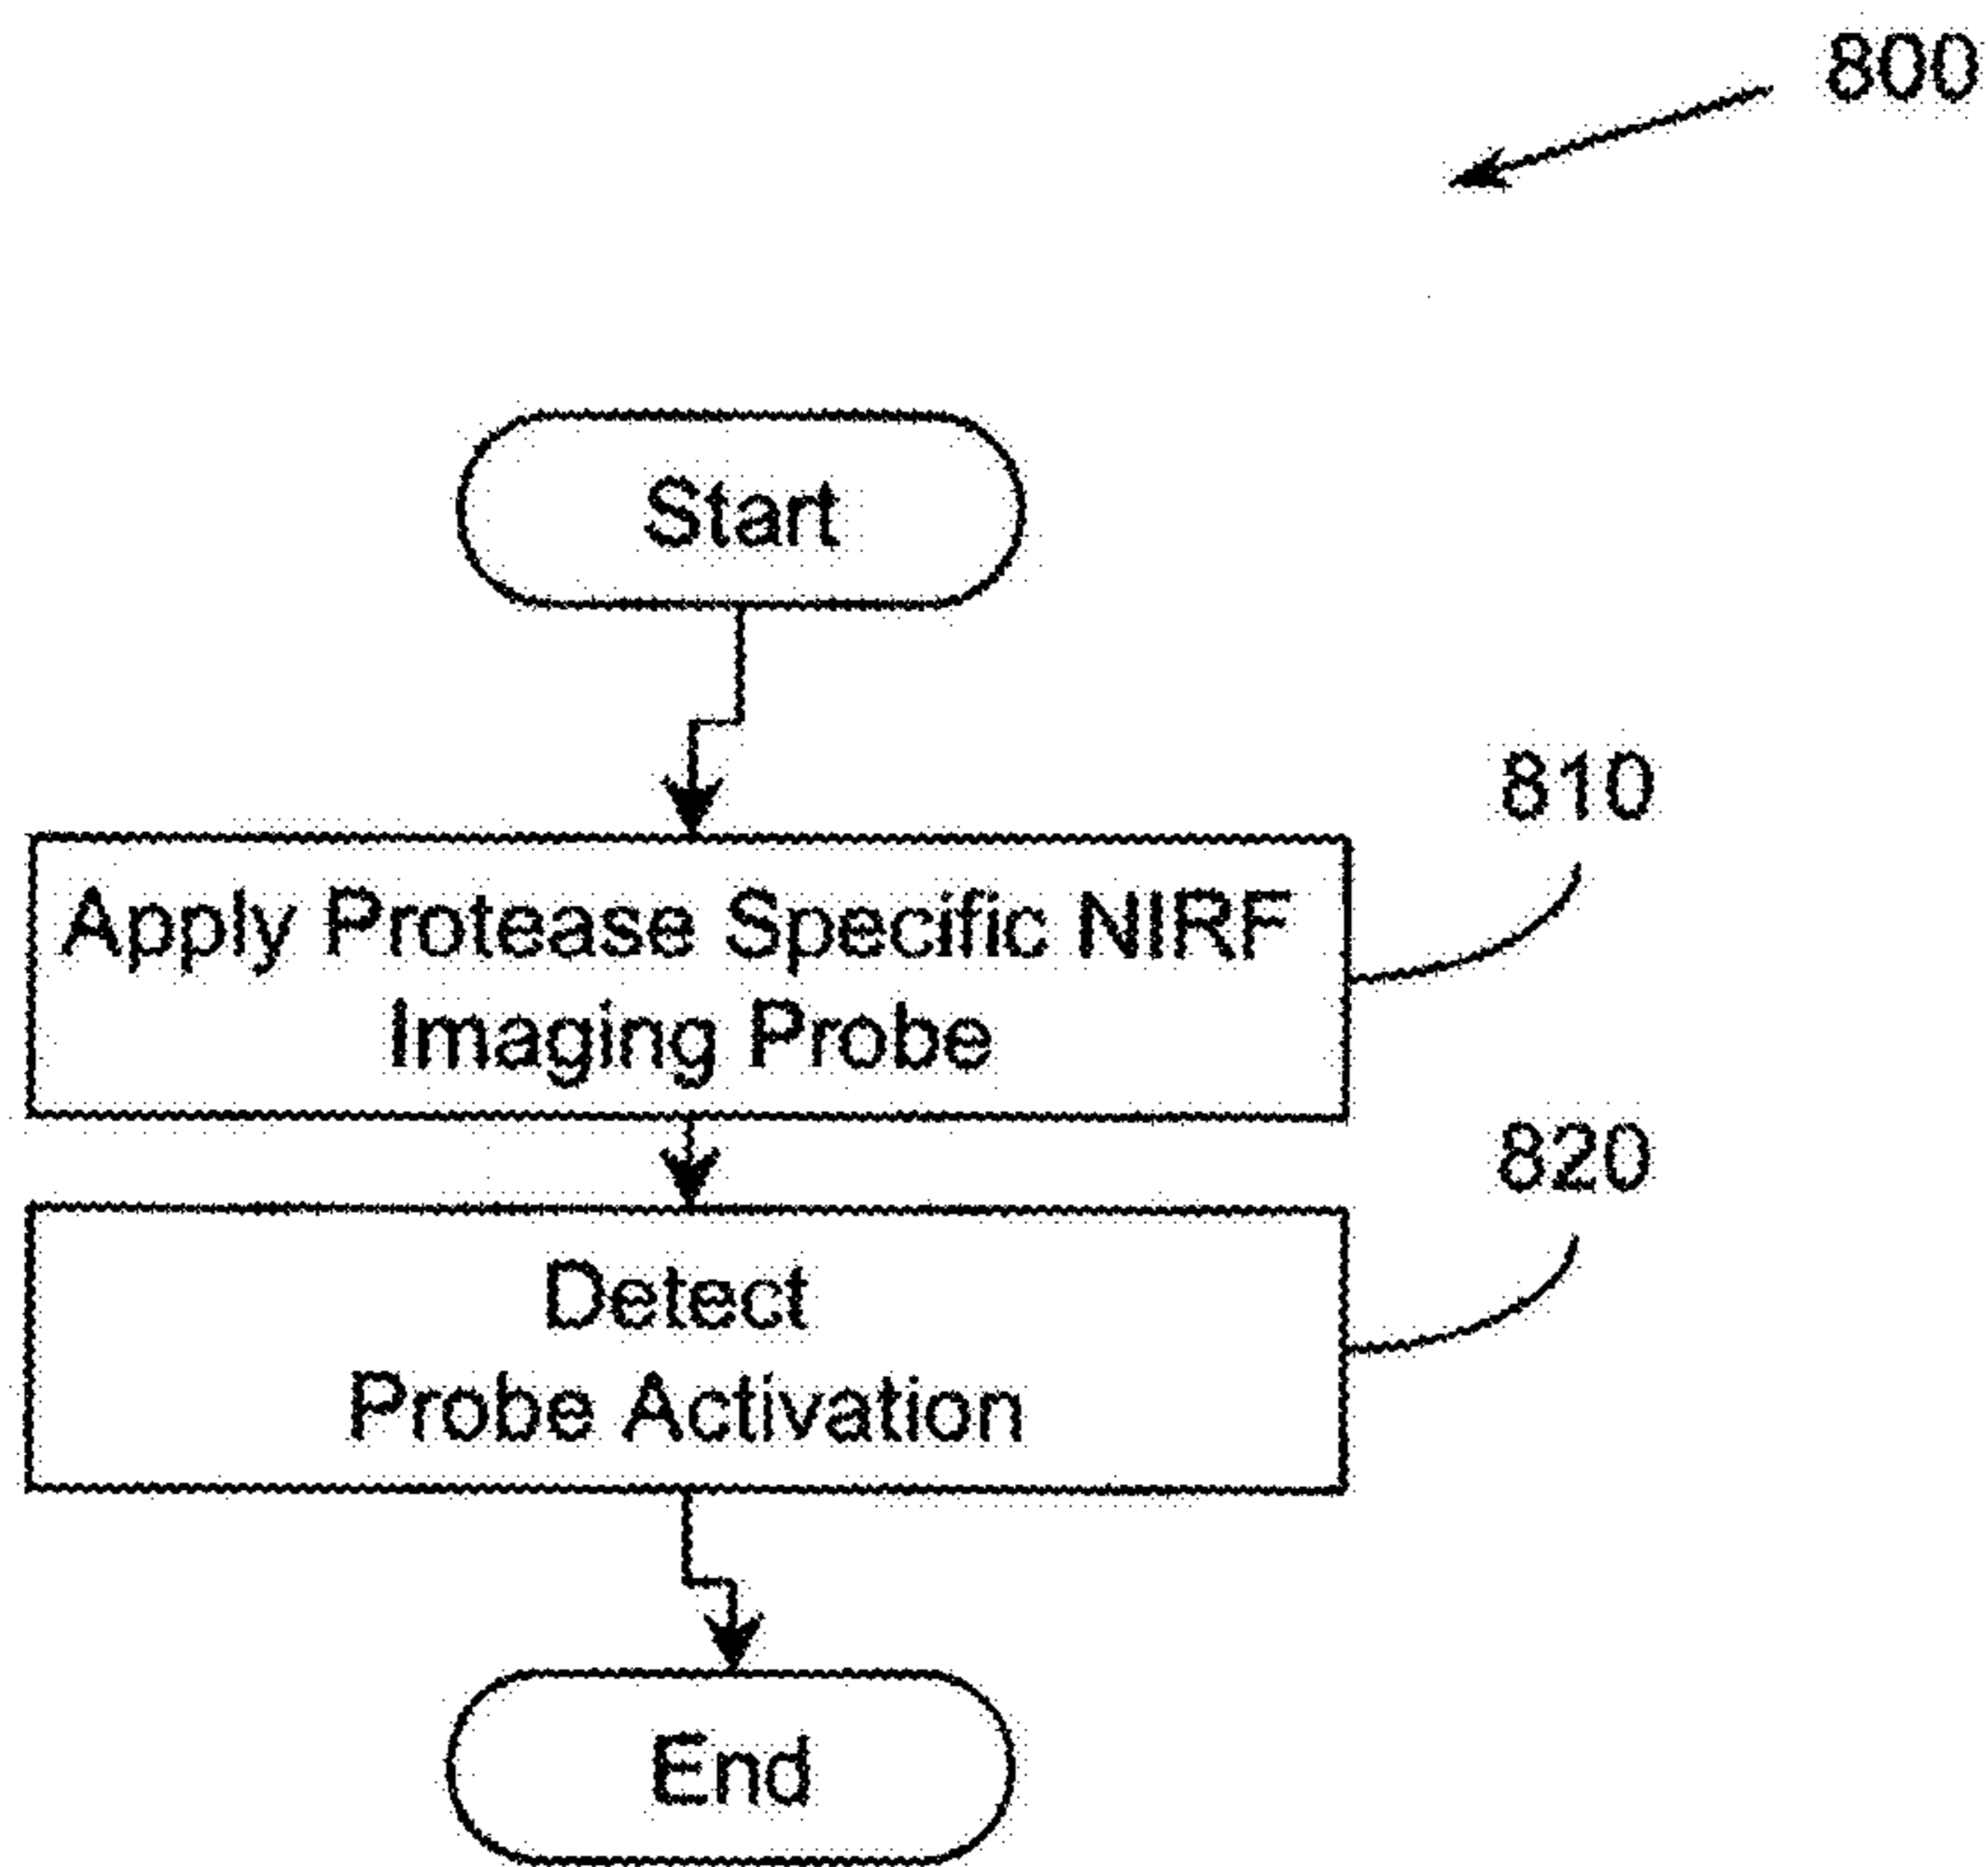 800
Start
810
Apply Protease Specific NIRF
Imaging Probe
820
Detect
Probe Activation
End